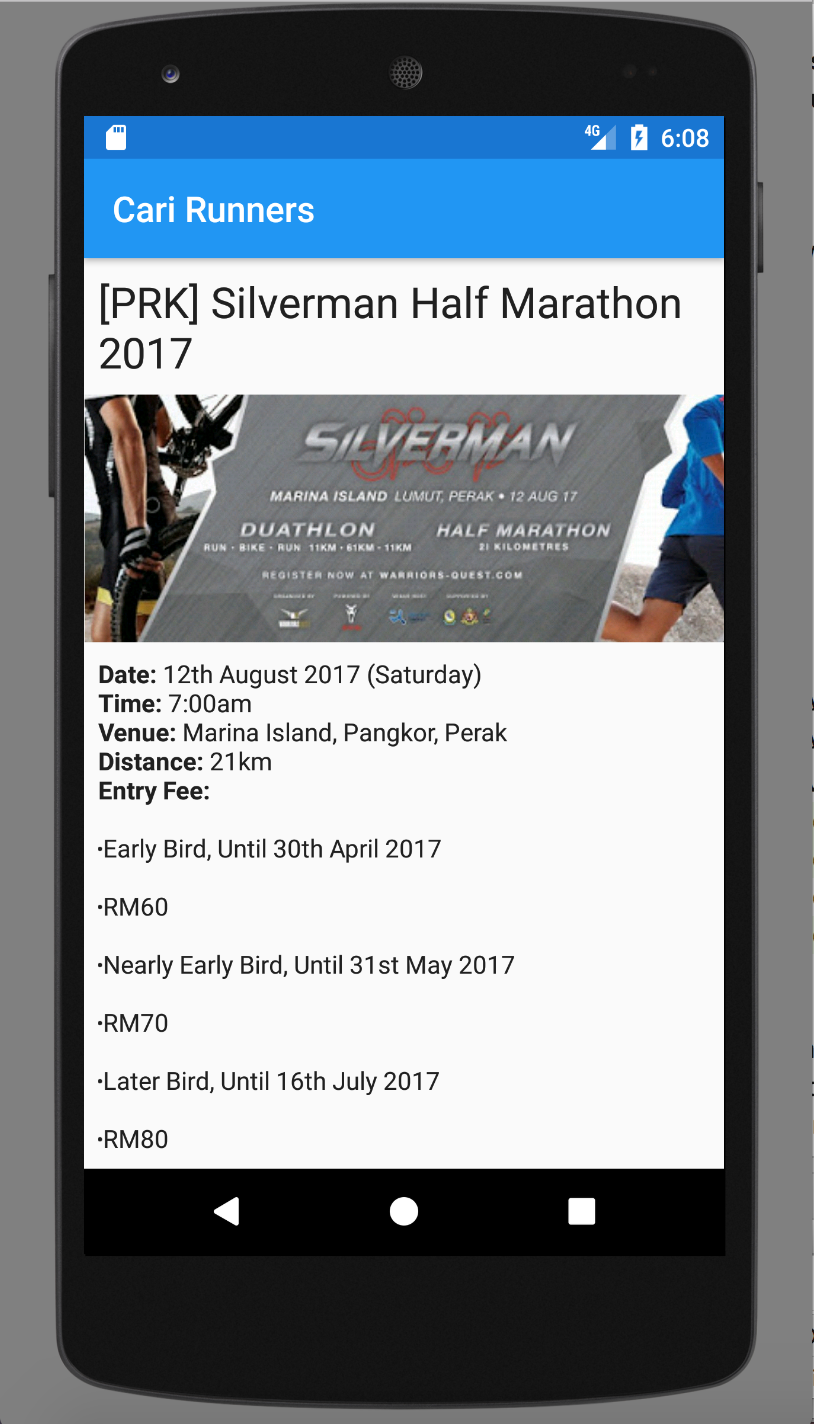 4G 6:08
Cari Runners
[PRK] Silverman Half Marathon
2017
SILVERMAN
MARINA ISLAND LUMUT, PERAK • 12 AUG 17
DUATHLON
RUN - BIKE - RUN 11KM - 61KM - 11KM
HALF MARATHON
21 KILOMETRES
REGISTER NOW AT WARRIORS-QUEST.COM
ORGANISED BY POWERED BY VENUE HOST SUPPORTED BY
Date: 12th August 2017 (Saturday)
Time: 7:00am
Venue: Marina Island, Pangkor, Perak
Distance: 21km
Entry Fee:
•Early Bird, Until 30th April 2017
•RM60
•Nearly Early Bird, Until 31st May 2017
•RM70
•Later Bird, Until 16th July 2017
•RM80